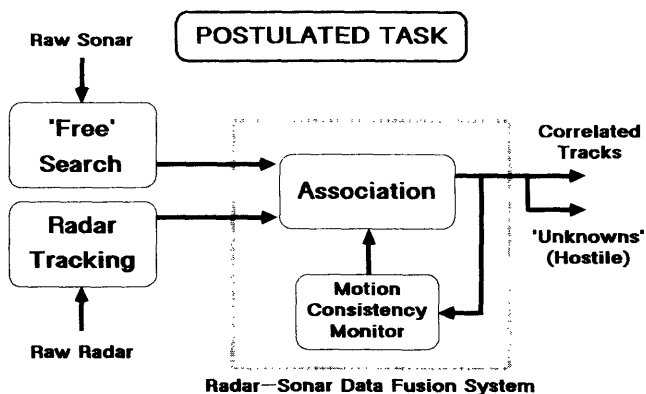 POSTULATED TASK
Raw Sonar
'Free'
Search
Radar
Tracking
Raw Radar
Association
Motion
Consistency
Monitor
Correlated
Tracks
'Unknowns'
(Hostile)
Radar-Sonar Data Fusion System